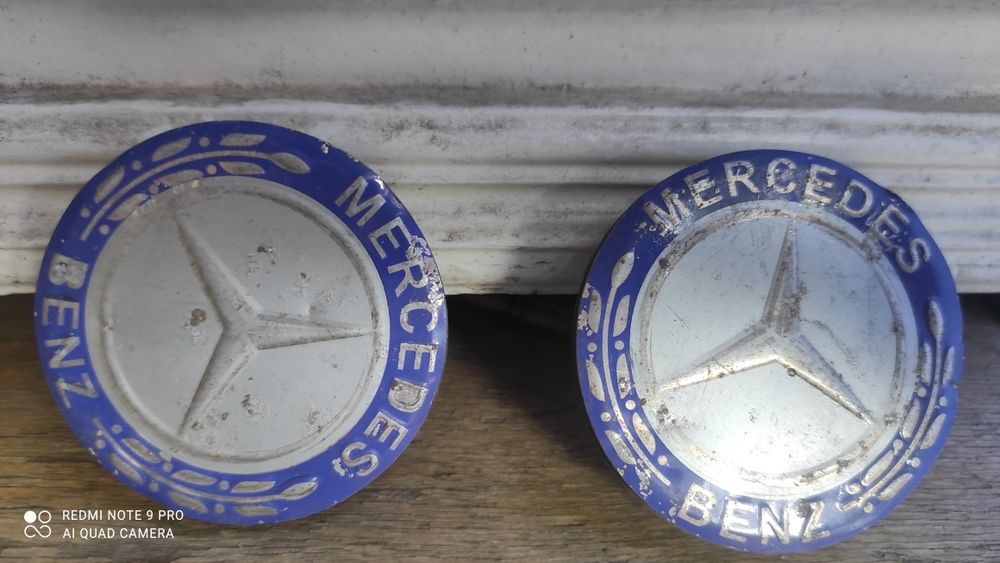 MERCEDES
BENZ
MERCEDES
BENZ
REDMI NOTE 9 PRO
AI QUAD CAMERA